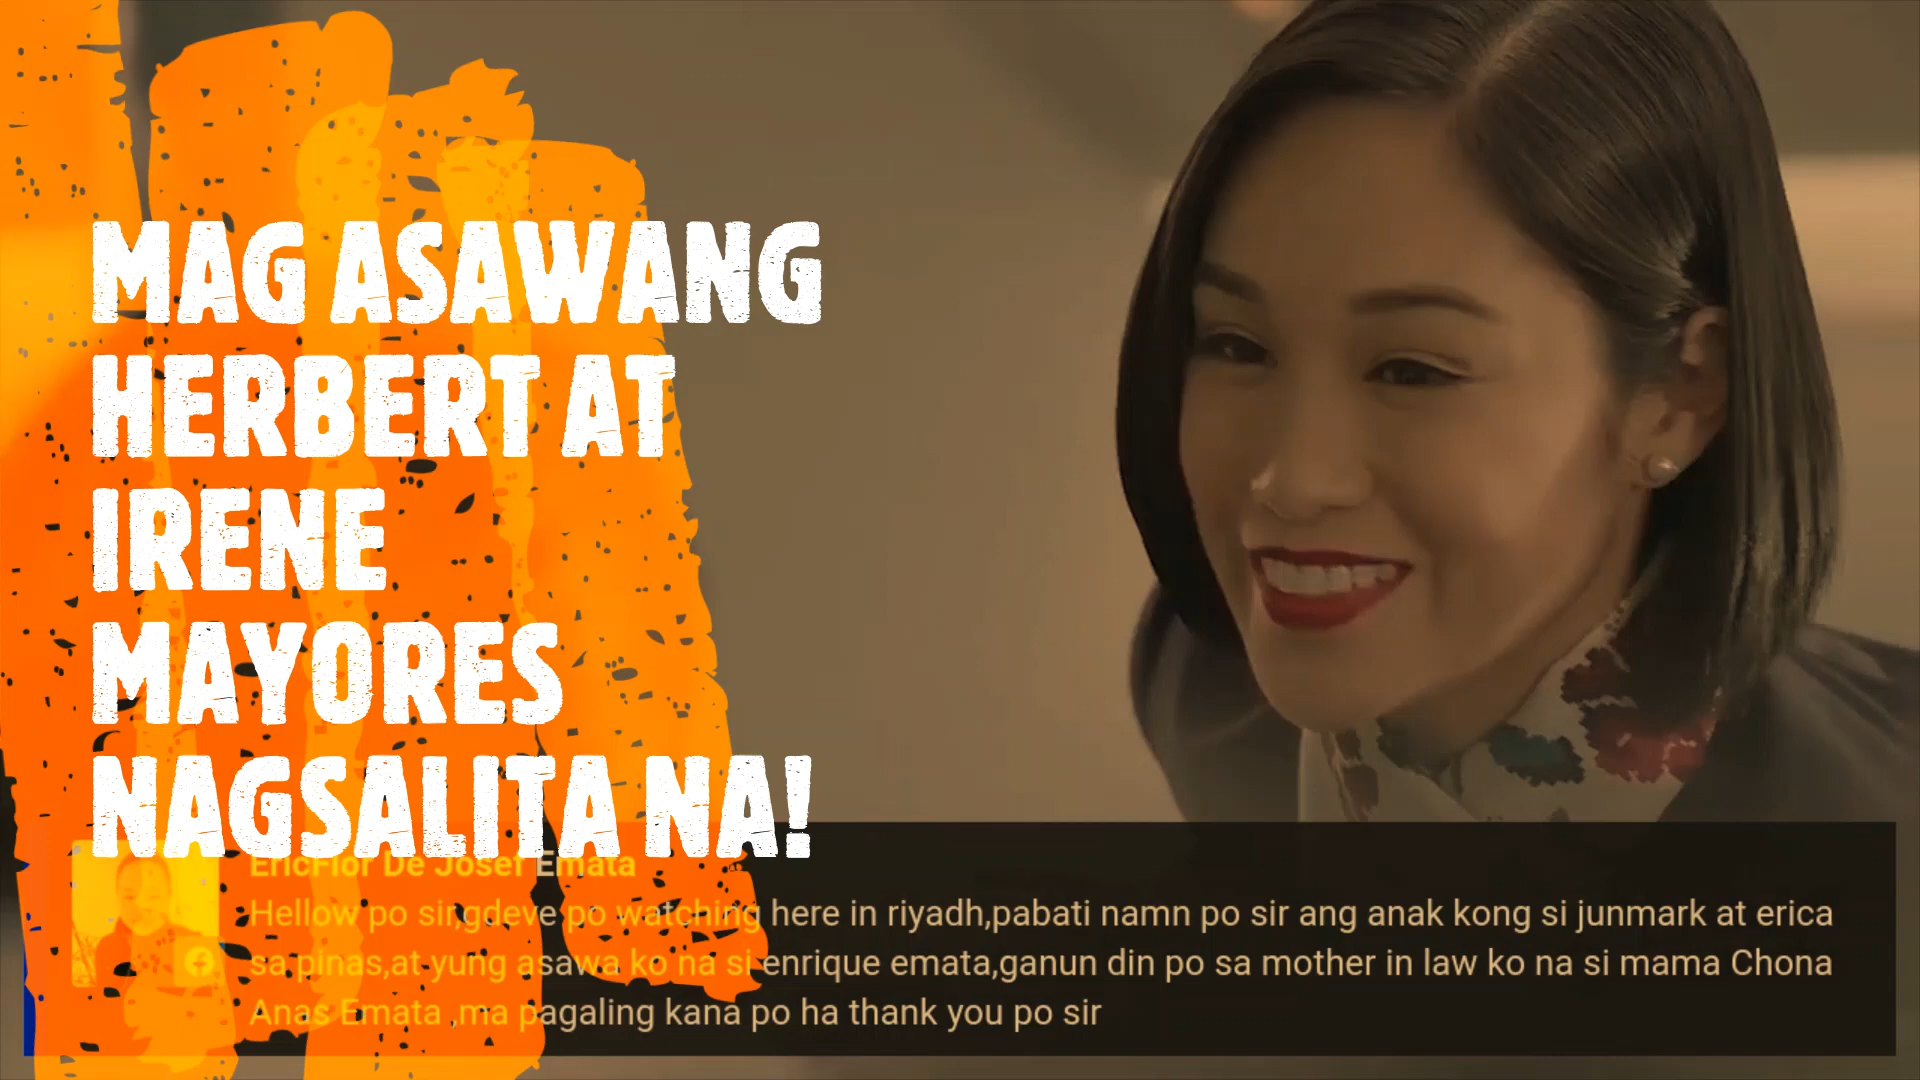 MAG ASAWANG
HERBERT AT
IRENE
MAYORES
NAGSALITA NA!
EricFlor De Josef Emata
Hellow po sir,gdeve po watching here in riyadh,pabati namn po sir ang anak kong si junmark at erica
sa pinas,at yung asawa ko na si enrique emata,ganun din po sa mother in law ko na si mama Chona
Anas Emata ,ma pagaling kana po ha thank you po sir